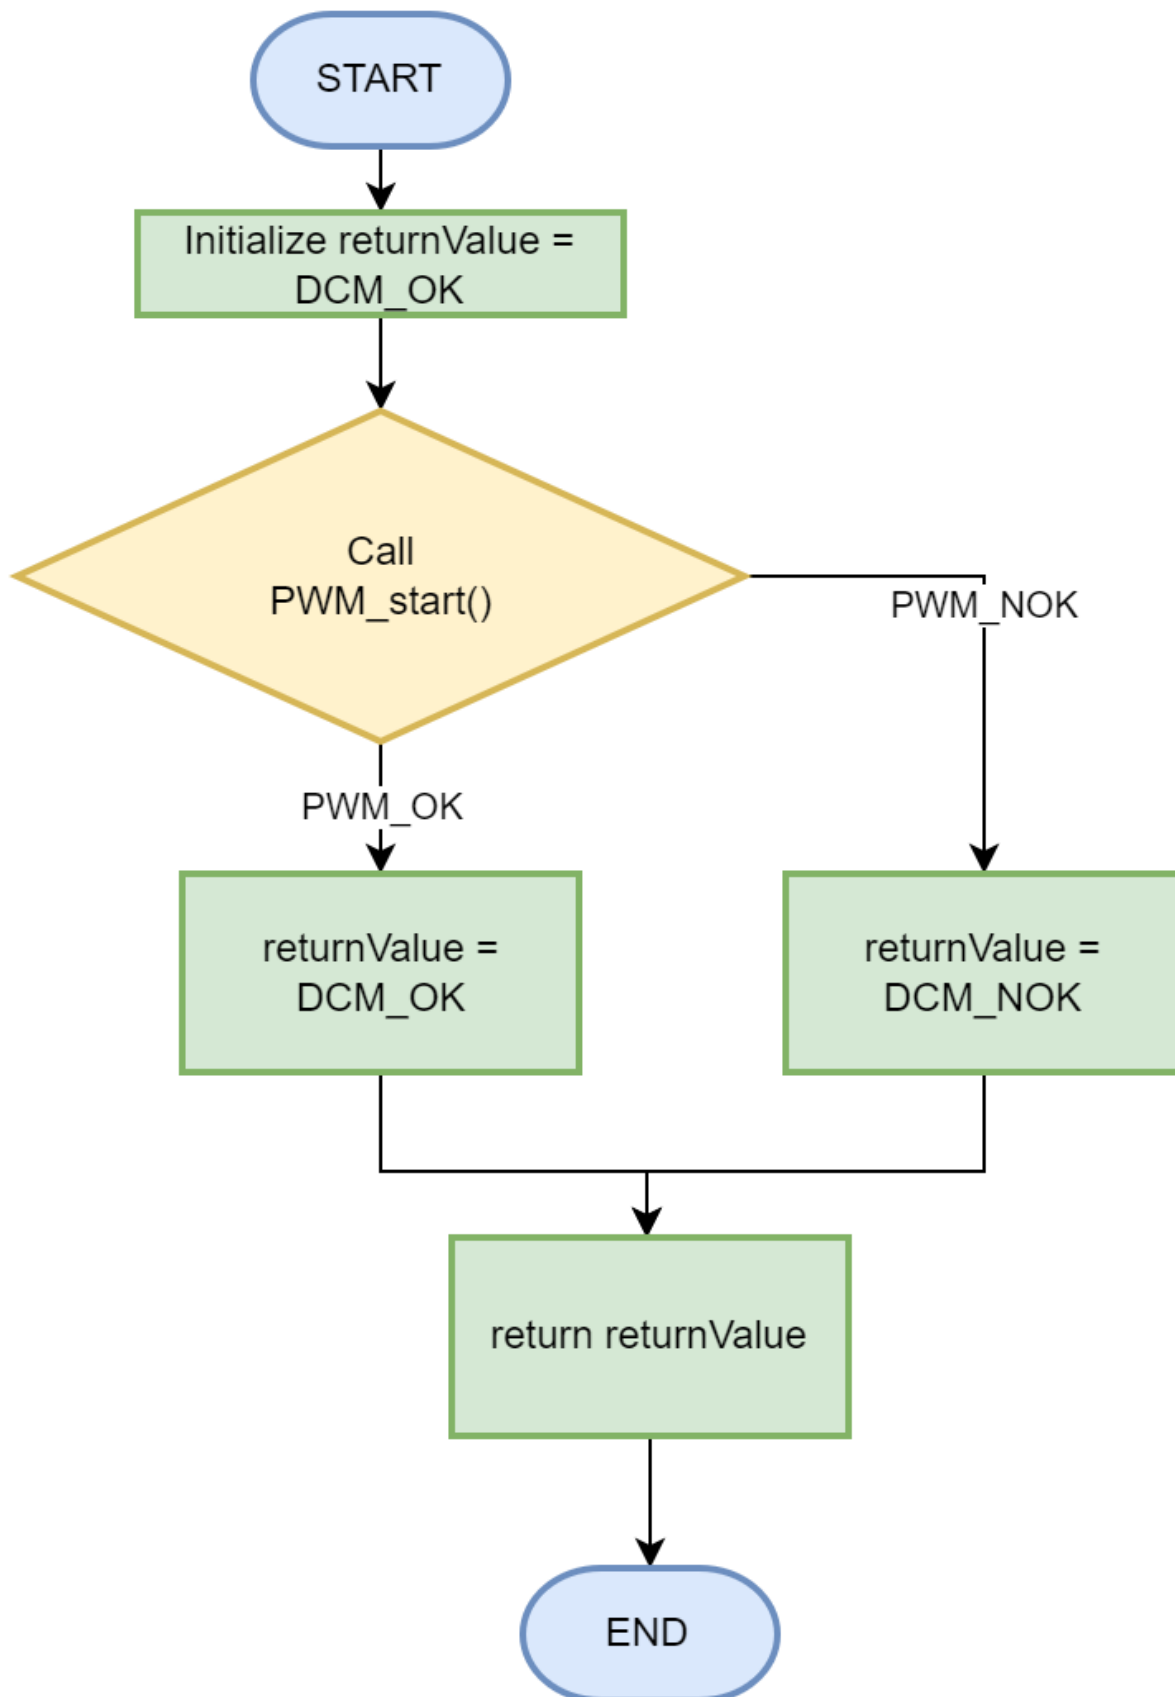 START
Initialize returnValue =
DCM_OK
Call
PWM_start()
PWM_NOK
PWM_OK
returnValue =
DCM_OK
returnValue =
DCM_NOK
return returnValue
END